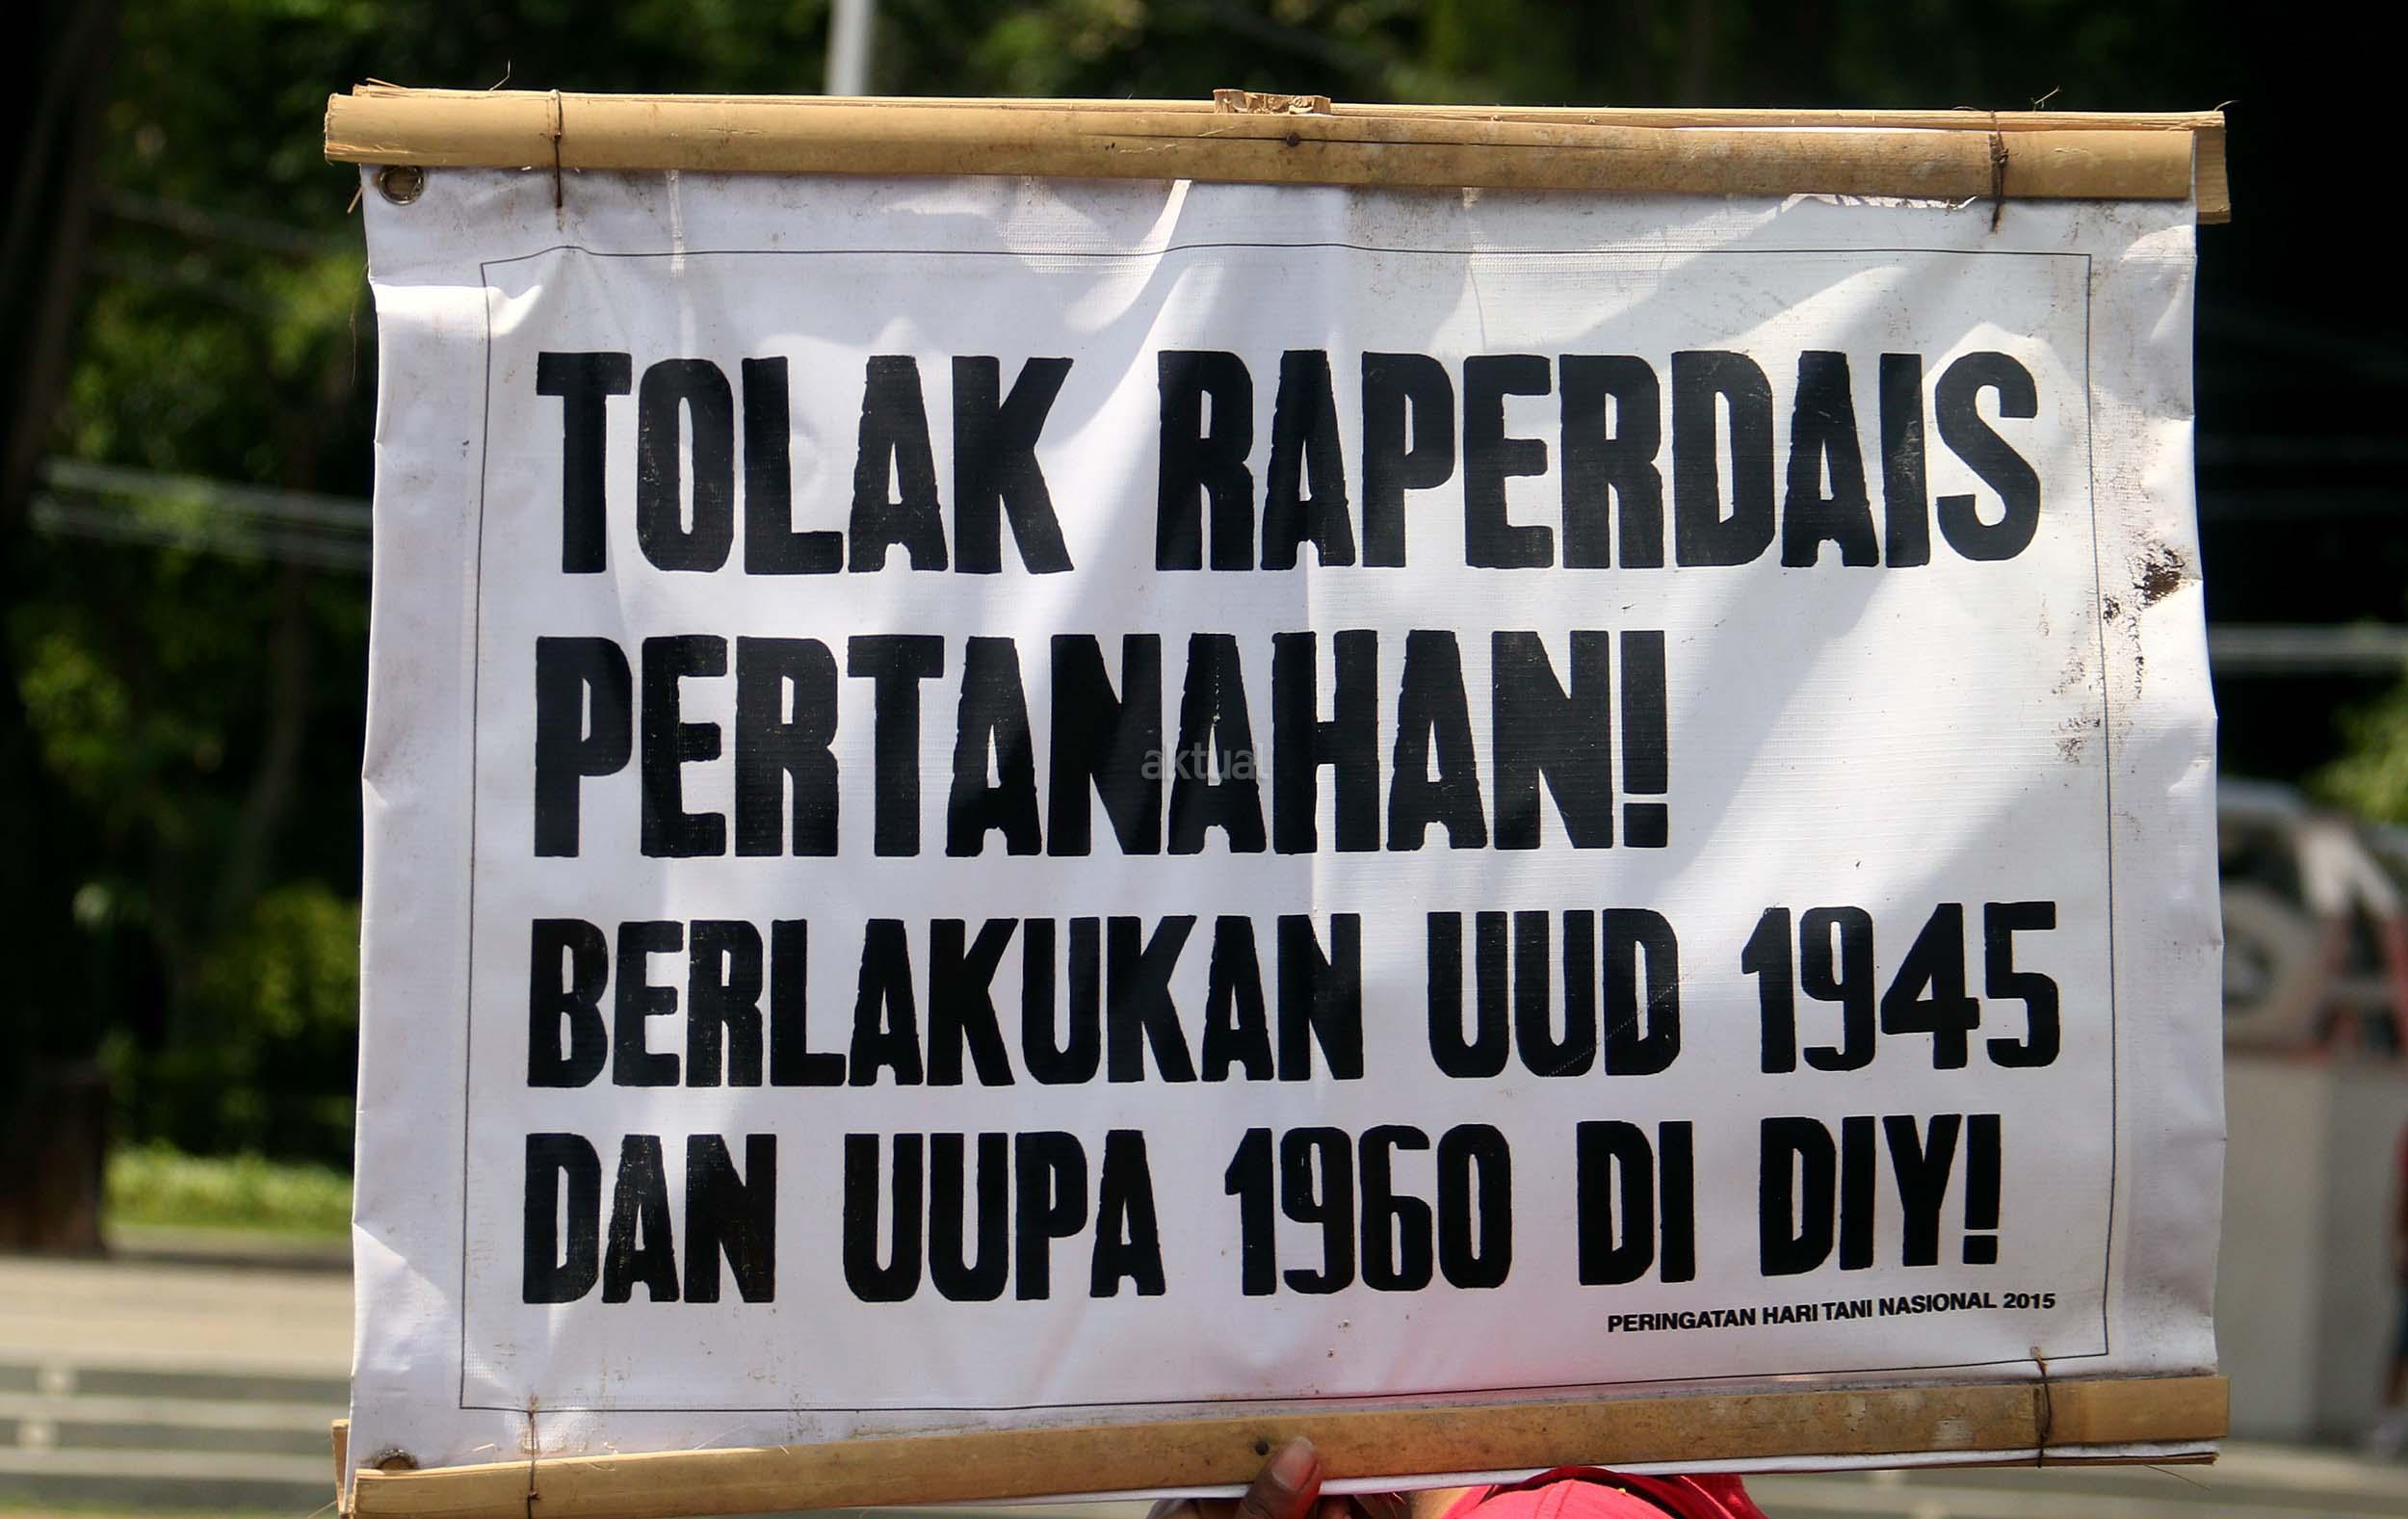 TOLAK RAPERDAIS
PERTANAHAN!
aktual
BERLAKUKAN UUD 1945
DAN UUPA 1960 DI DIY!
PERINGATAN HARI TANI NASIONAL 2015